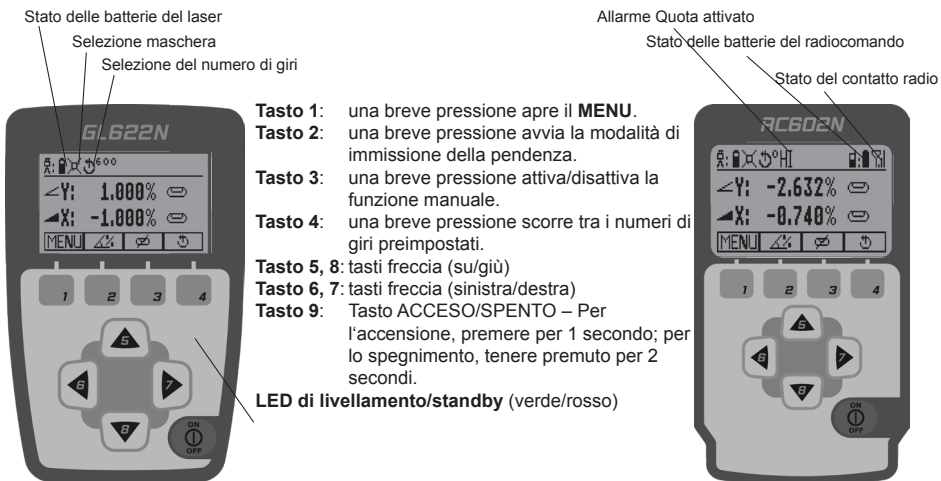 Stato delle batterie del laser
Selezione maschera
Selezione del numero di giri
Allarme Quota attivato
Stato delle batterie del radiocomando
Stato del contatto radio
GL622N
600
Y: 1.000%
X: -1.000%
MENU
1 2 3 4
5
6 7
8
ON
OFF
Tasto 1: una breve pressione apre il MENU.
Tasto 2: una breve pressione avvia la modalità di
immissione della pendenza.
Tasto 3: una breve pressione attiva/disattiva la
funzione manuale.
Tasto 4: una breve pressione scorre tra i numeri di
giri preimpostati.
Tasto 5, 8: tasti freccia (su/giù)
Tasto 6, 7: tasti freccia (sinistra/destra)
Tasto 9: Tasto ACCESO/SPENTO – Per
l‘accensione, premere per 1 secondo; per
lo spegnimento, tenere premuto per 2
secondi.
LED di livellamento/standby (verde/rosso)
RC602N
HI
Y: -2.632%
X: -0.740%
MENU
1 2 3 4
5
6 7
8
ON
OFF